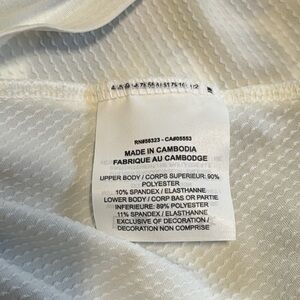 RN#56323 - CA#05553
MADE IN CAMBODIA
FABRIQUE AU CAMBODGE
UPPER BODY / CORPS SUPERIEUR: 90%
POLYESTER
10% SPANDEX / ELASTHANNE
LOWER BODY / CORP BAS OR PARTIE
INFERIEURE: 89% POLYESTER
11% SPANDEX / ELASTHANNE
EXCLUSIVE OF DECORATION /
DECORATION NON COMPRISE